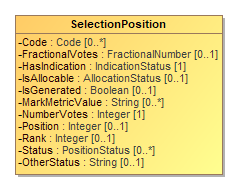 SelectionPosition
-Code : Code [0..*]
-FractionalVotes : FractionalNumber [0..1]
-HasIndication : IndicationStatus [1]
-IsAllocable : AllocationStatus [0..1]
-IsGenerated : Boolean [0..1]
-MarkMetricValue : String [0..*]
-NumberVotes : Integer [1]
-Position : Integer [0..1]
-Rank : Integer [0..1]
-Status : PositionStatus [0..*]
-OtherStatus : String [0..1]